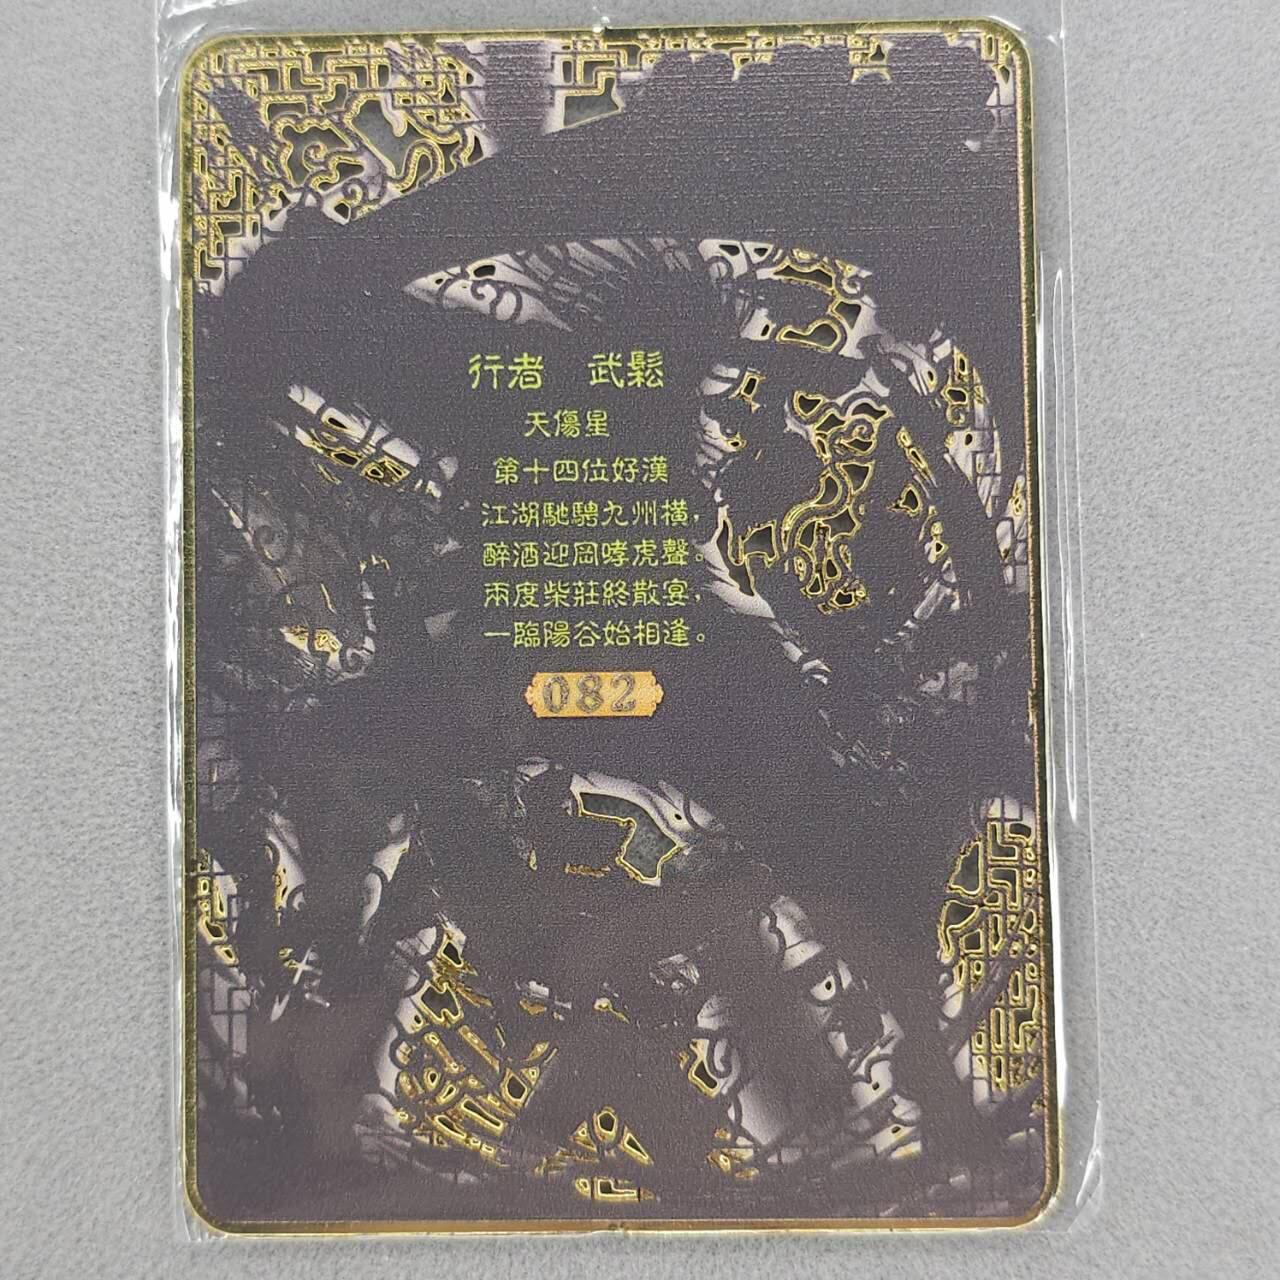 行者　武鬆
天傷星
第十四位好漢
江湖馳騁九州橫，
醉酒迎岡哮虎聲。
兩度柴莊終散宴，
一臨陽谷始相逢。
082